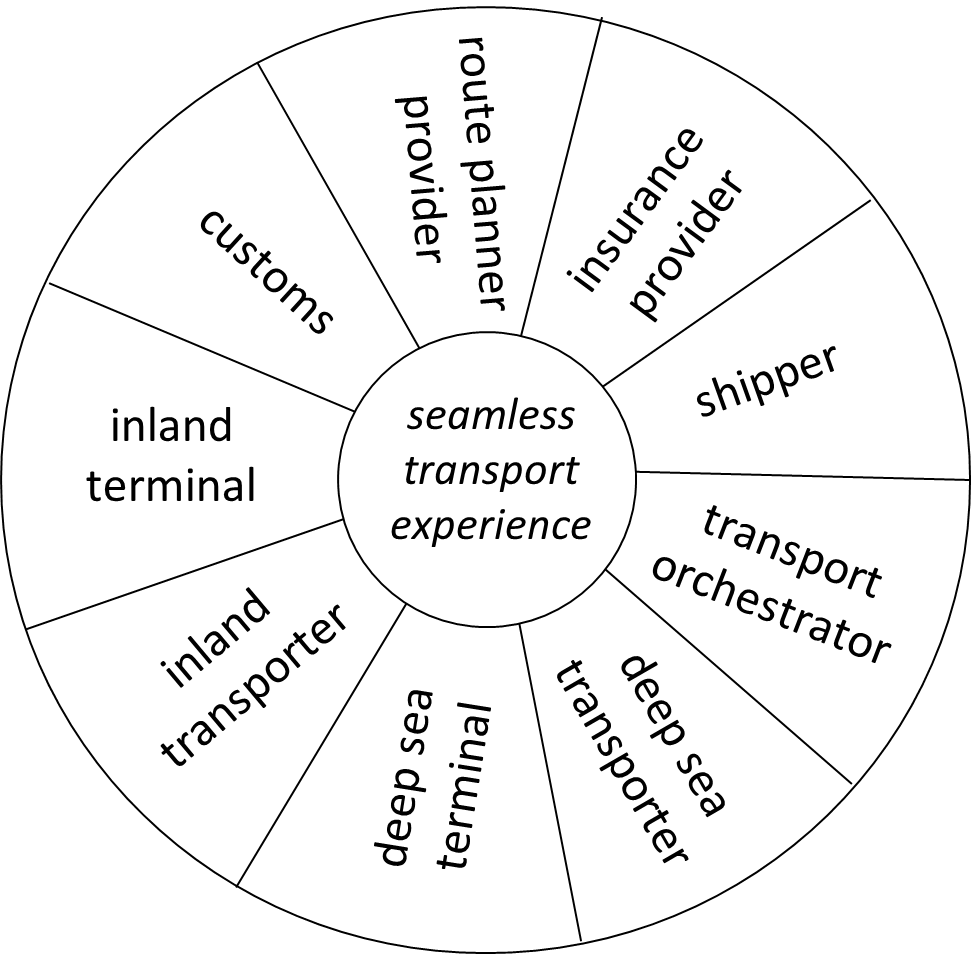 route planner
provider
insurance
provider
shipper
transport
orchestrator
deep sea
transporter
deep sea
terminal
inland
transporter
inland
terminal
customs
seamless
transport
experience